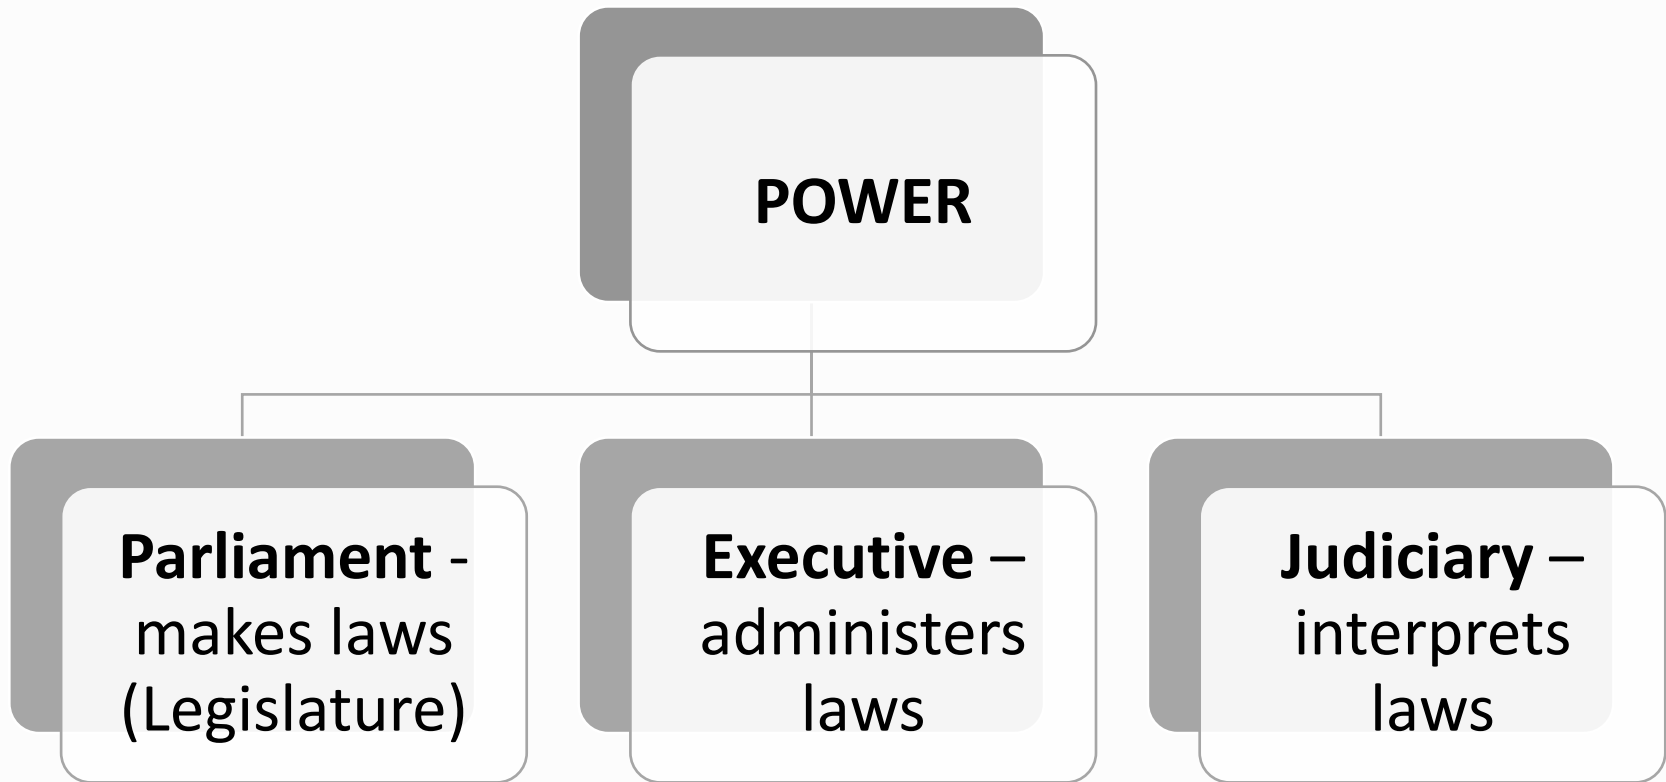 POWER
Parliament -
makes laws
(Legislature)
Executive –
administers
laws
Judiciary –
interprets
laws